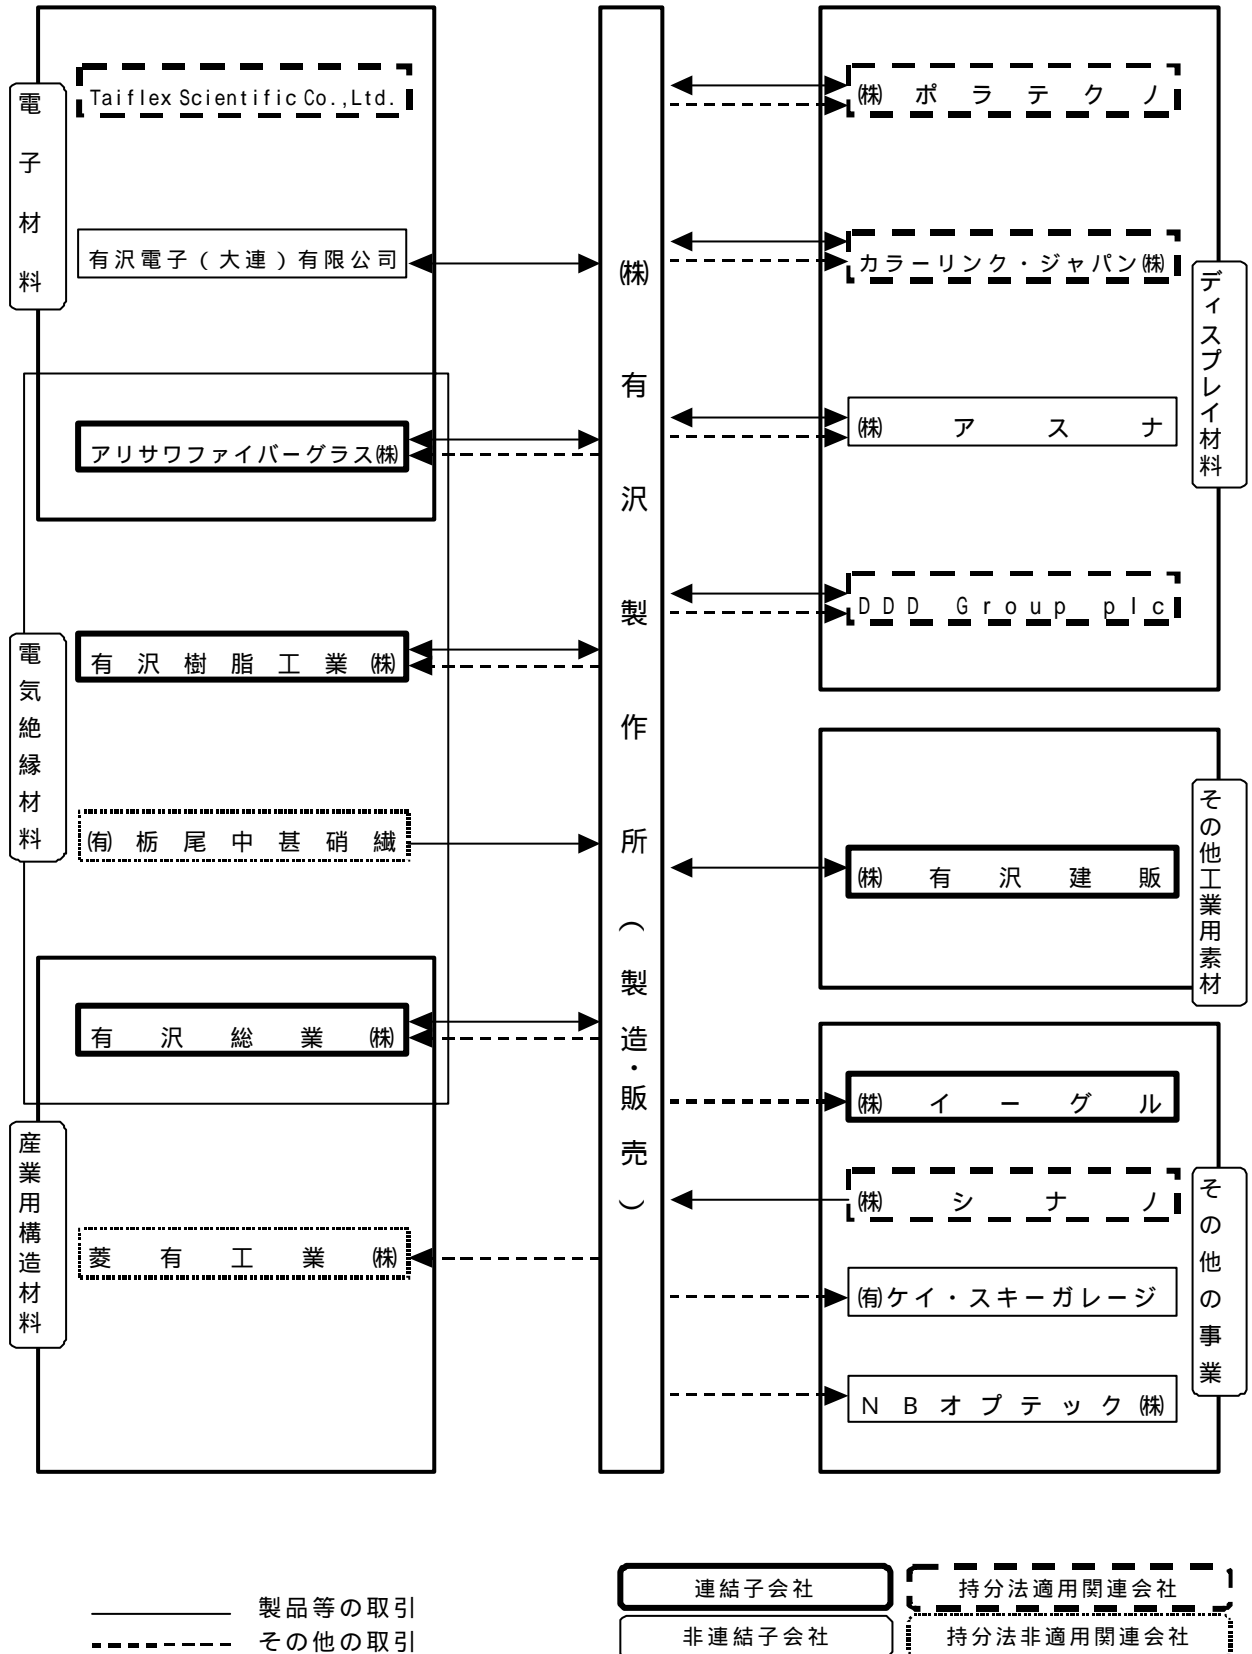 電子材料
Taiflex Scientific Co.,Ltd.
有沢電子(大連)有限公司
アリサワファイバーグラス㈱
電気絶縁材料
有沢樹脂工業㈱
㈲栃尾中甚硝繊
有沢総業㈱
産業用構造材料
菱有工業㈱
㈱有沢製作所(製造・販売)
㈱ポラテクノ
カラーリンク・ジャパン㈱
ディスプレイ材料
㈱アスナ
DDD Group plc
その他工業用素材
㈱有沢建販
㈱イーグル
その他の事業
㈱シナノ
㈲ケイ・スキーガレージ
NBオプテック㈱
製品等の取引
その他の取引
連結子会社
持分法適用関連会社
非連結子会社
持分法非適用関連会社